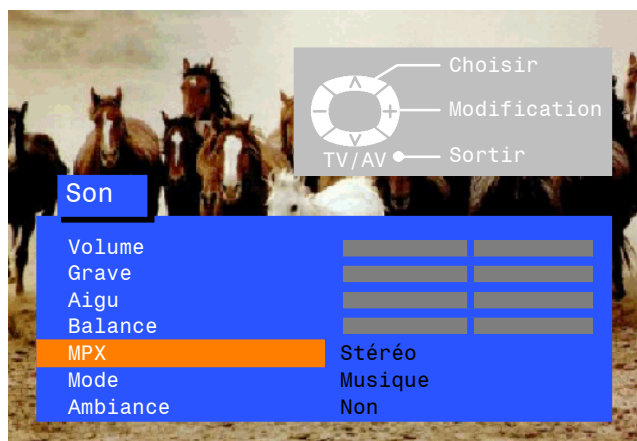 Choisir
Modification
TV/AV Sortir
Son
Volume
Grave
Aigu
Balance
MPX Stéréo
Mode Musique
Ambiance Non